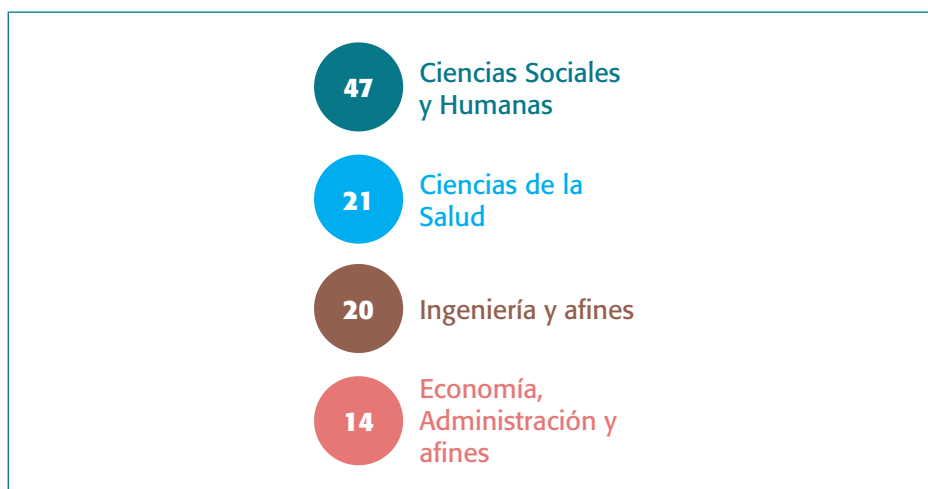 47
Ciencias Sociales
y Humanas
21
Ciencias de la
Salud
20
Ingeniería y afines
14
Economía,
Administración y
afines